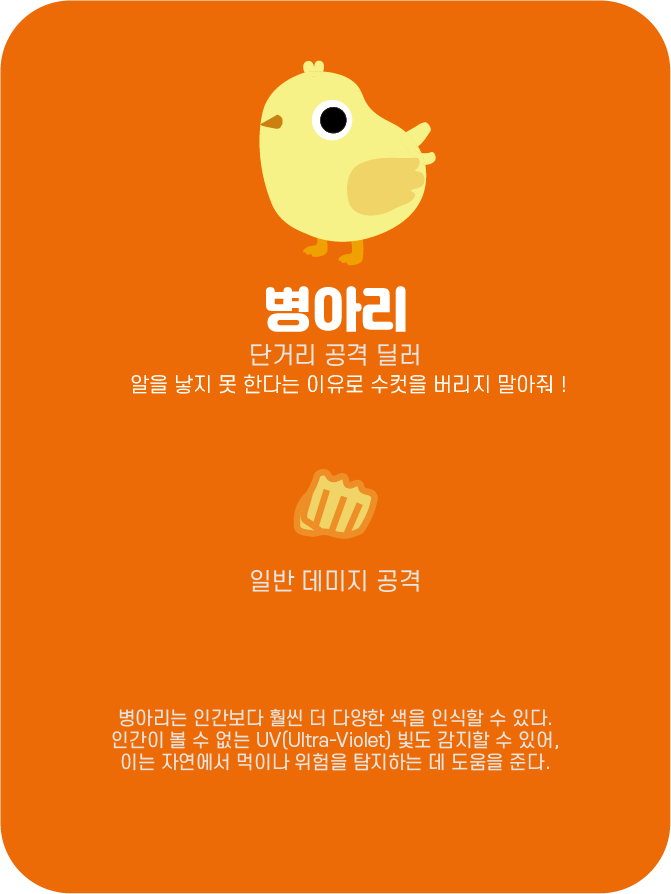 병아리
단거리 공격 딜러
알을 낳지 못 한다는 이유로 수컷을 버리지 말아줘 !
일반 데미지 공격
병아리는 인간보다 훨씬 더 다양한 색을 인식할 수 있다.
인간이 볼 수 없는 UV(Ultra-Violet) 빛도 감지할 수 있어,
이는 자연에서 먹이나 위험을 탐지하는 데 도움을 준다.